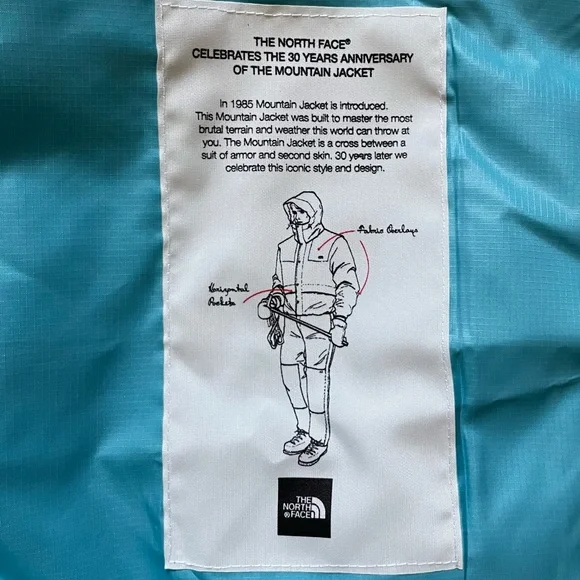 THE NORTH FACE®
CELEBRATES THE 30 YEARS ANNIVERSARY
OF THE MOUNTAIN JACKET
In 1985 Mountain Jacket is introduced.
This Mountain Jacket was built to master the most
brutal terrain and weather this world can throw at
you. The Mountain Jacket is a cross between a
suit of armor and second skin. 30 years later we
celebrate this iconic style and design.
Fabric Overlays
Horizontal
Pockets
THE
NORTH
®FACE